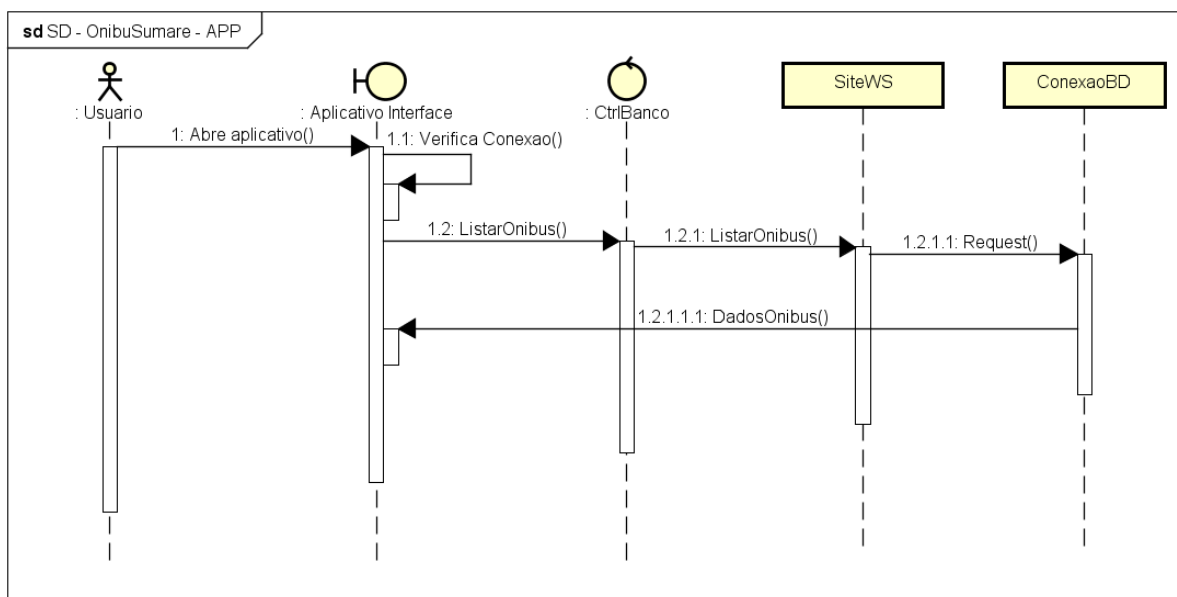 sd SD - OnibuSumare - APP
: Usuario
: Aplicativo Interface
: CtrlBanco
SiteWS
ConexaoBD
1: Abre aplicativo()
1.1: Verifica Conexao()
1.2: ListarOnibus()
1.2.1: ListarOnibus()
1.2.1.1: Request()
1.2.1.1.1: DadosOnibus()